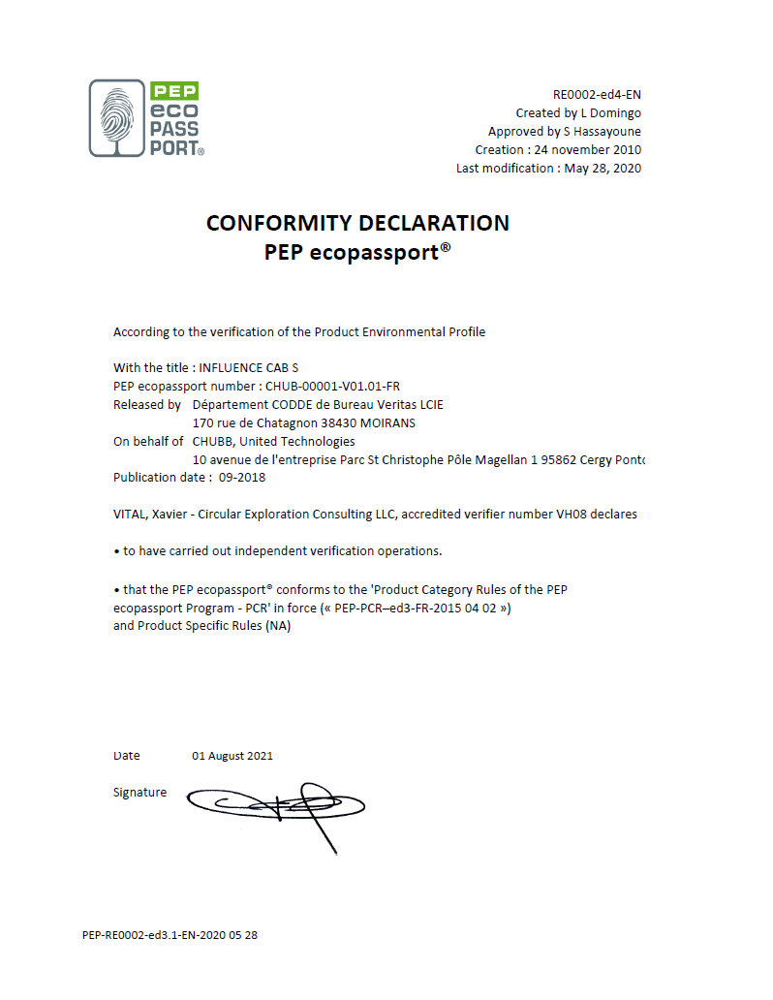 PEP
eco
PASS
PORT®
RE0002-ed4-EN
Created by L Domingo
Approved by S Hassayoune
Creation : 24 november 2010
Last modification : May 28, 2020
CONFORMITY DECLARATION
PEP ecopassport®
According to the verification of the Product Environmental Profile
With the title : INFLUENCE CAB S
PEP ecopassport number : CHUB-00001-V01.01-FR
Released by Département CODDE de Bureau Veritas LCIE
170 rue de Chatagnon 38430 MOIRANS
On behalf of CHUBB, United Technologies
10 avenue de l'entreprise Parc St Christophe Pôle Magellan 1 95862 Cergy Ponto
Publication date : 09-2018
VITAL, Xavier - Circular Exploration Consulting LLC, accredited verifier number VH08 declares
• to have carried out independent verification operations.
• that the PEP ecopassport® conforms to the 'Product Category Rules of the PEP
ecopassport Program - PCR' in force (« PEP-PCR–ed3-FR-2015 04 02 »)
and Product Specific Rules (NA)
Date 01 August 2021
Signature
PEP-RE0002-ed3.1-EN-2020 05 28